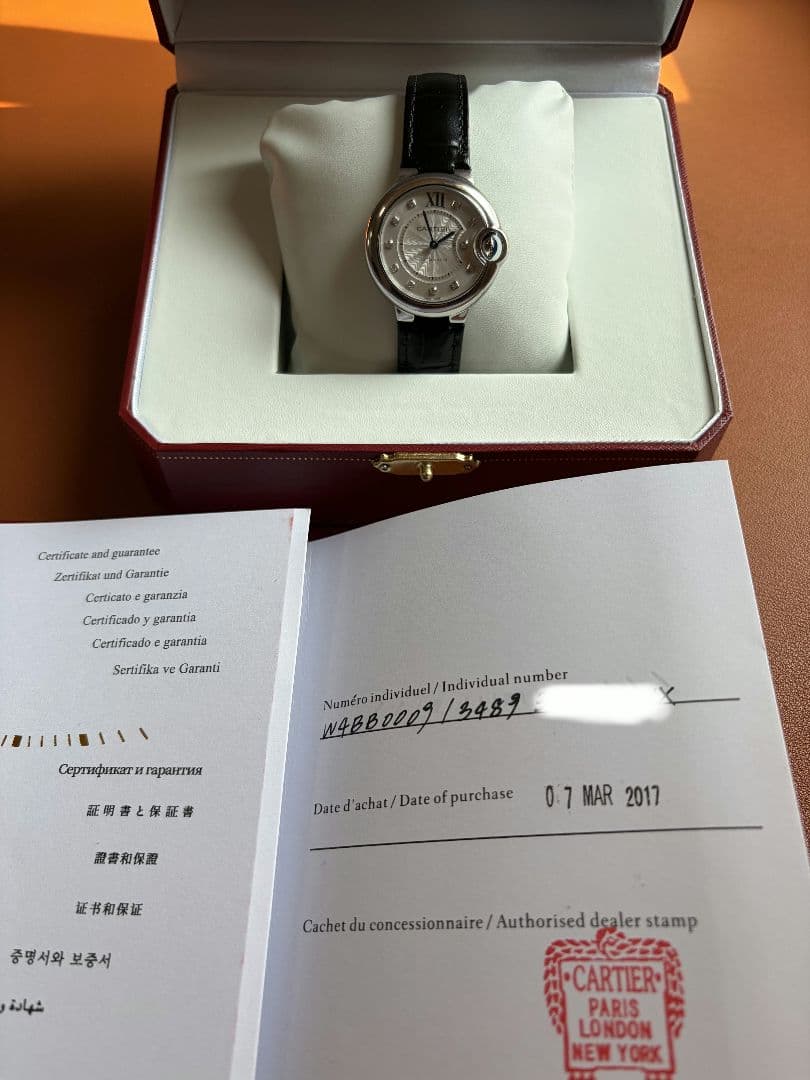 XII
CARTIER
Certificate and guarantee
Zertifikat und Garantie
Certicato e garanzia
Certificado y garantia
Certificado e garantia
Sertifika ve Garanti
Сертификат и гарантия
証明書と保証書
證書和保證
证书和保证
증명서와 보증서
شهادة و
Numéro individuel / Individual number
W4BB0009 / 3489 X
Date d'achat / Date of purchase 07 MAR 2017
Cachet du concessionnaire / Authorised dealer stamp
CARTIER
PARIS
LONDON
NEW YORK